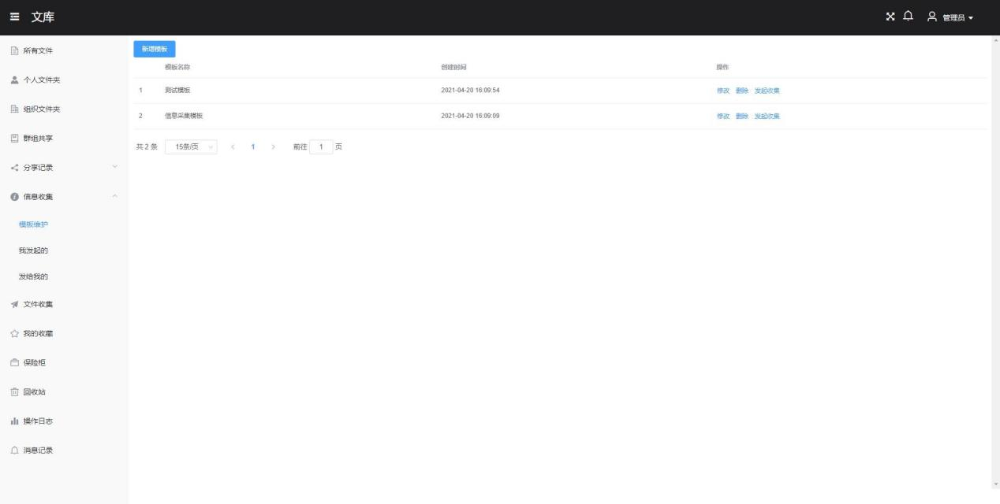 文库
管理员
所有文件
个人文件夹
组织文件夹
群组共享
分享记录
信息收集
模板维护
我发起的
发给我的
文件收集
我的收藏
保险柜
回收站
操作日志
消息记录
新增模板
模板名称 创建时间 操作
1 测试模板 2021-04-20 16:09:54 修改 删除 发起收集
2 信息采集模板 2021-04-20 16:09:09 修改 删除 发起收集
共 2 条 15条/页 1 前往 1 页